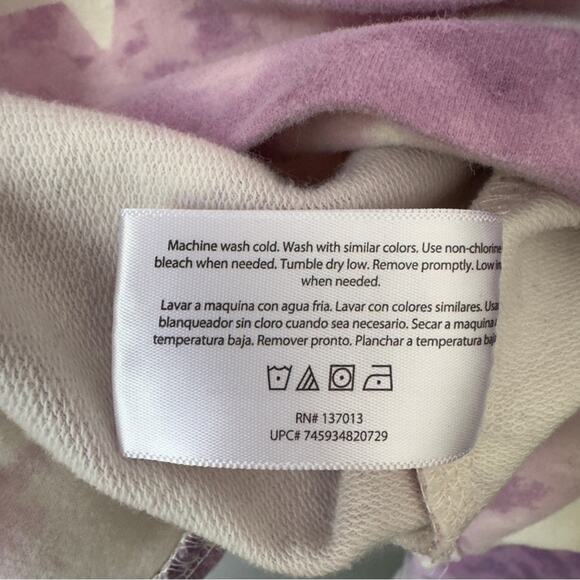 Machine wash cold. Wash with similar colors. Use non-chlorine
bleach when needed. Tumble dry low. Remove promptly. Low
when needed.
Lavar a maquina con agua fria. Lavar con colores similares.
blanqueador sin cloro cuando sea necesario. Secar a maquina
temperatura baja. Remover pronto. Planchar a temperatura baja
RN# 137013
UPC# 745934820729